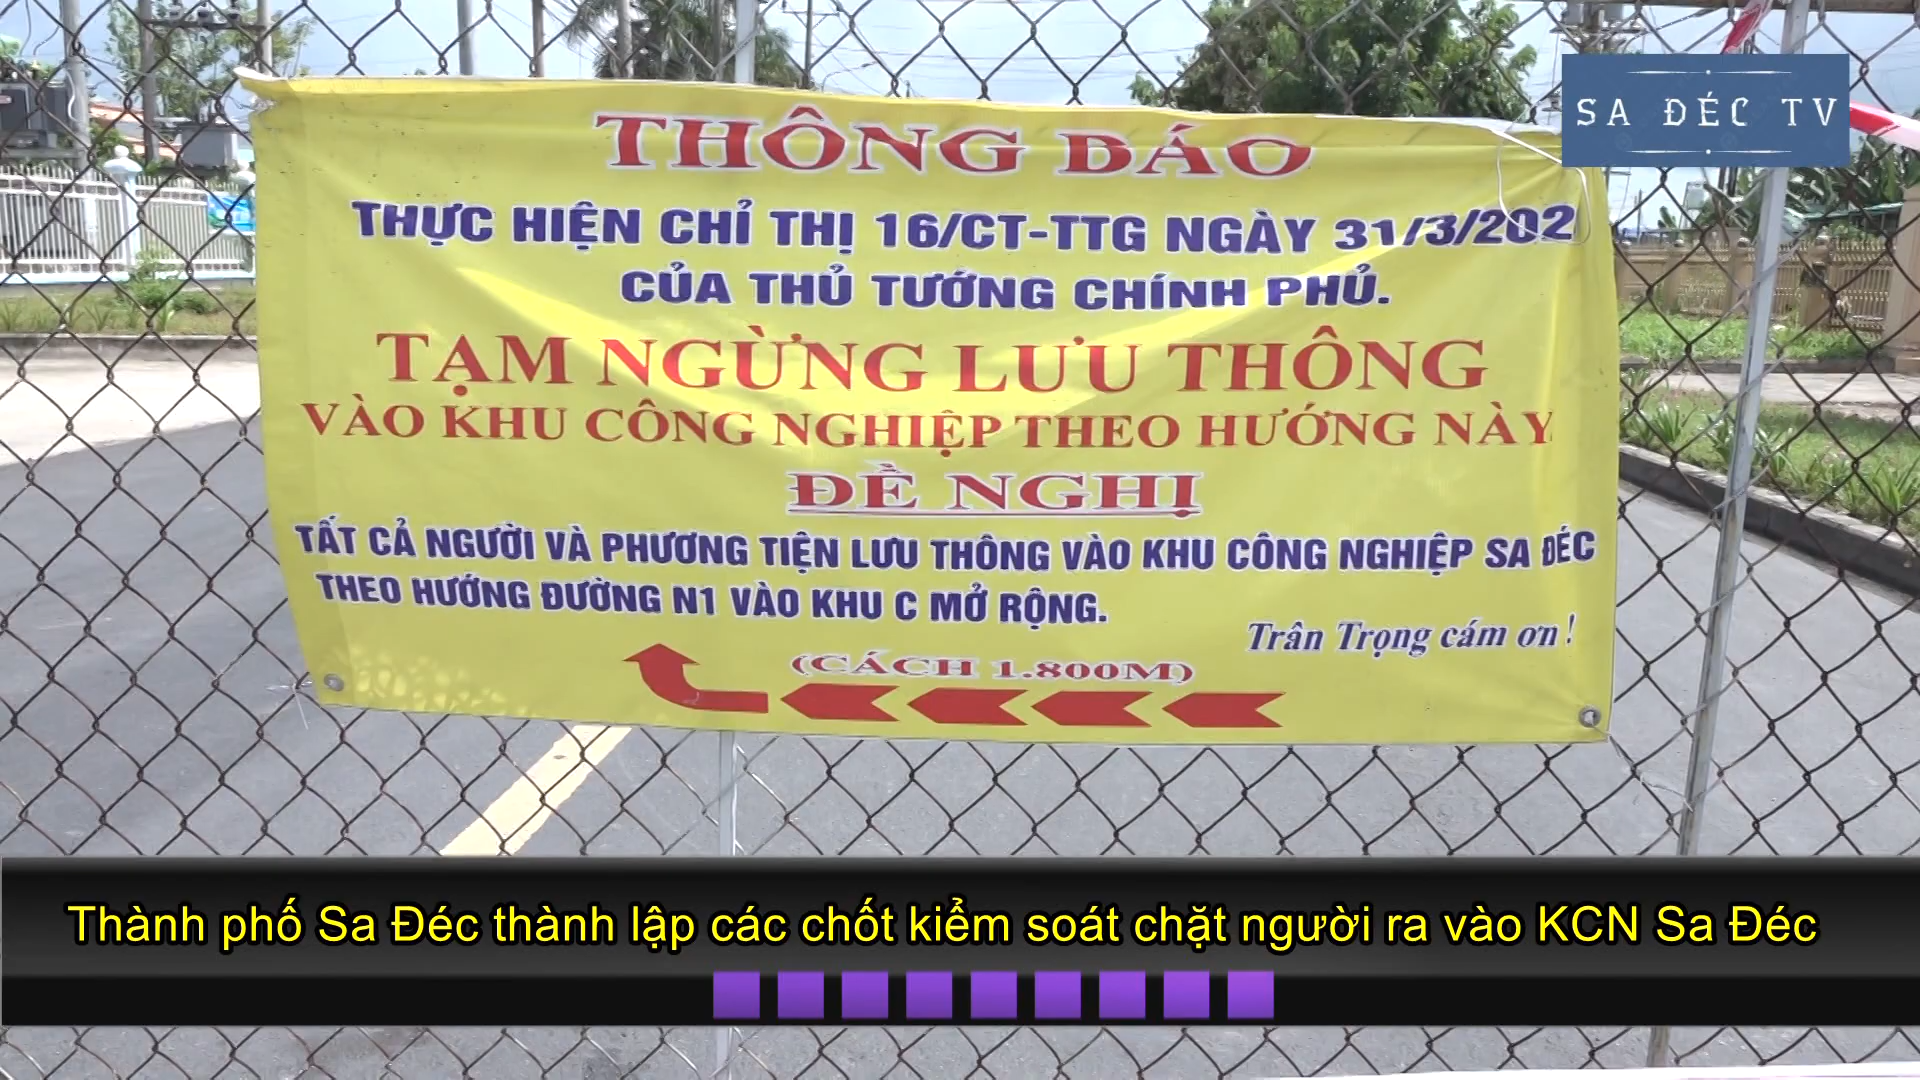 SA ĐÉC TV
THÔNG BÁO
THỰC HIỆN CHỈ THỊ 16/CT-TTG NGÀY 31/3/202
CỦA THỦ TƯỚNG CHÍNH PHỦ.
TẠM NGỪNG LƯU THÔNG
VÀO KHU CÔNG NGHIỆP THEO HƯỚNG NÀY
ĐỀ NGHỊ
TẤT CẢ NGƯỜI VÀ PHƯƠNG TIỆN LƯU THÔNG VÀO KHU CÔNG NGHIỆP SA ĐÉC
THEO HƯỚNG ĐƯỜNG N1 VÀO KHU C MỞ RỘNG.
Trân Trọng cám ơn!
(CÁCH 1.800M)
Thành phố Sa Đéc thành lập các chốt kiểm soát chặt người ra vào KCN Sa Đéc